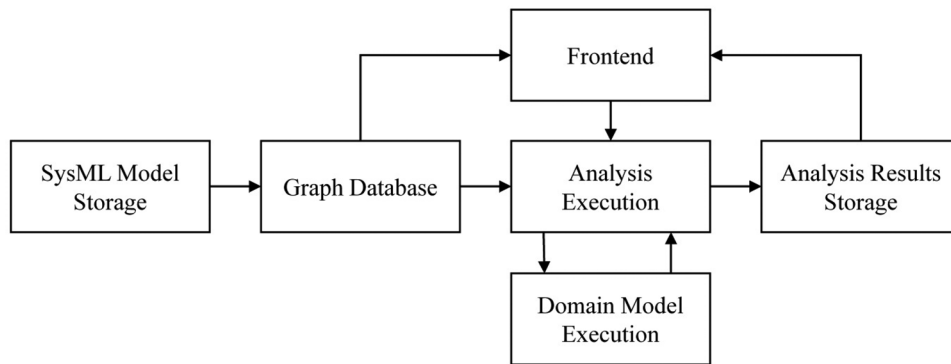 Frontend
SysML Model
Storage
Graph Database
Analysis
Execution
Analysis Results
Storage
Domain Model
Execution